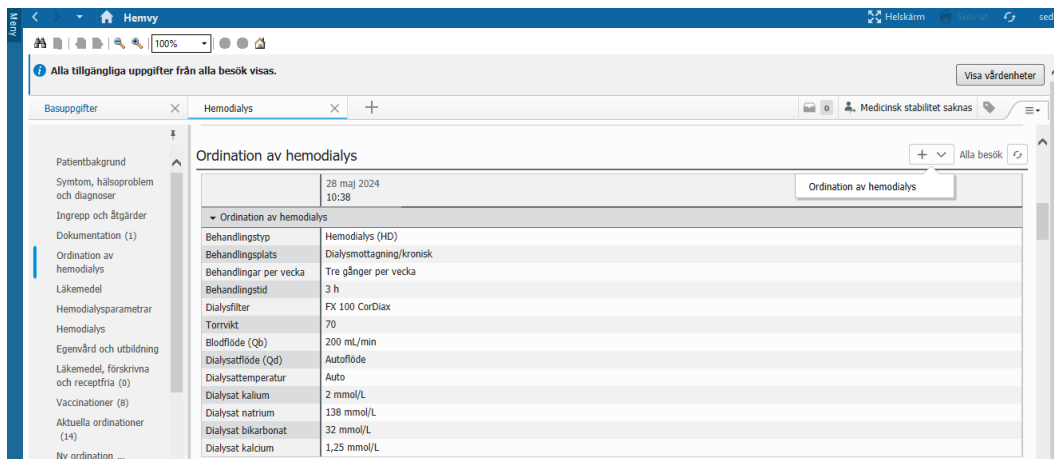 Meny
Hemvy
Helskärm
Skriv ut
sed
100%
Alla tillgängliga uppgifter från alla besök visas.
Visa vårdenheter
Basuppgifter
Hemodialys
0
Medicinsk stabilitet saknas
Patientbakgrund
Symtom, hälsoproblem
och diagnoser
Ingrepp och åtgärder
Dokumentation (1)
Ordination av
hemodialys
Läkemedel
Hemodialysparametrar
Hemodialys
Egenvård och utbildning
Läkemedel, förskrivna
och receptfria (0)
Vaccinationer (8)
Aktuella ordinationer
(14)
Ny ordination ...
Ordination av hemodialys
Alla besök
Ordination av hemodialys
28 maj 2024
10:38
Ordination av hemodialys
Behandlingstyp Hemodialys (HD)
Behandlingsplats Dialysmottagning/kronisk
Behandlingar per vecka Tre gånger per vecka
Behandlingstid 3 h
Dialysfilter FX 100 CorDiax
Torrvikt 70
Blodflöde (Qb) 200 mL/min
Dialysatflöde (Qd) Autoflöde
Dialysattemperatur Auto
Dialysat kalium 2 mmol/L
Dialysat natrium 138 mmol/L
Dialysat bikarbonat 32 mmol/L
Dialysat kalcium 1,25 mmol/L